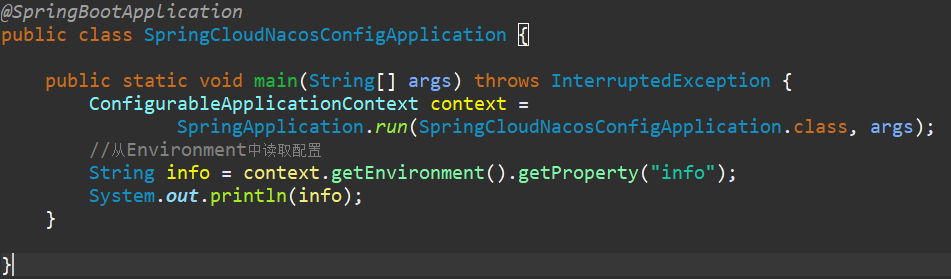 @SpringBootApplication
public class SpringCloudNacosConfigApplication {
public static void main(String[] args) throws InterruptedException {
ConfigurableApplicationContext context =
SpringApplication.run(SpringCloudNacosConfigApplication.class, args);
//从Environment中读取配置
String info = context.getEnvironment().getProperty("info");
System.out.println(info);
}
}